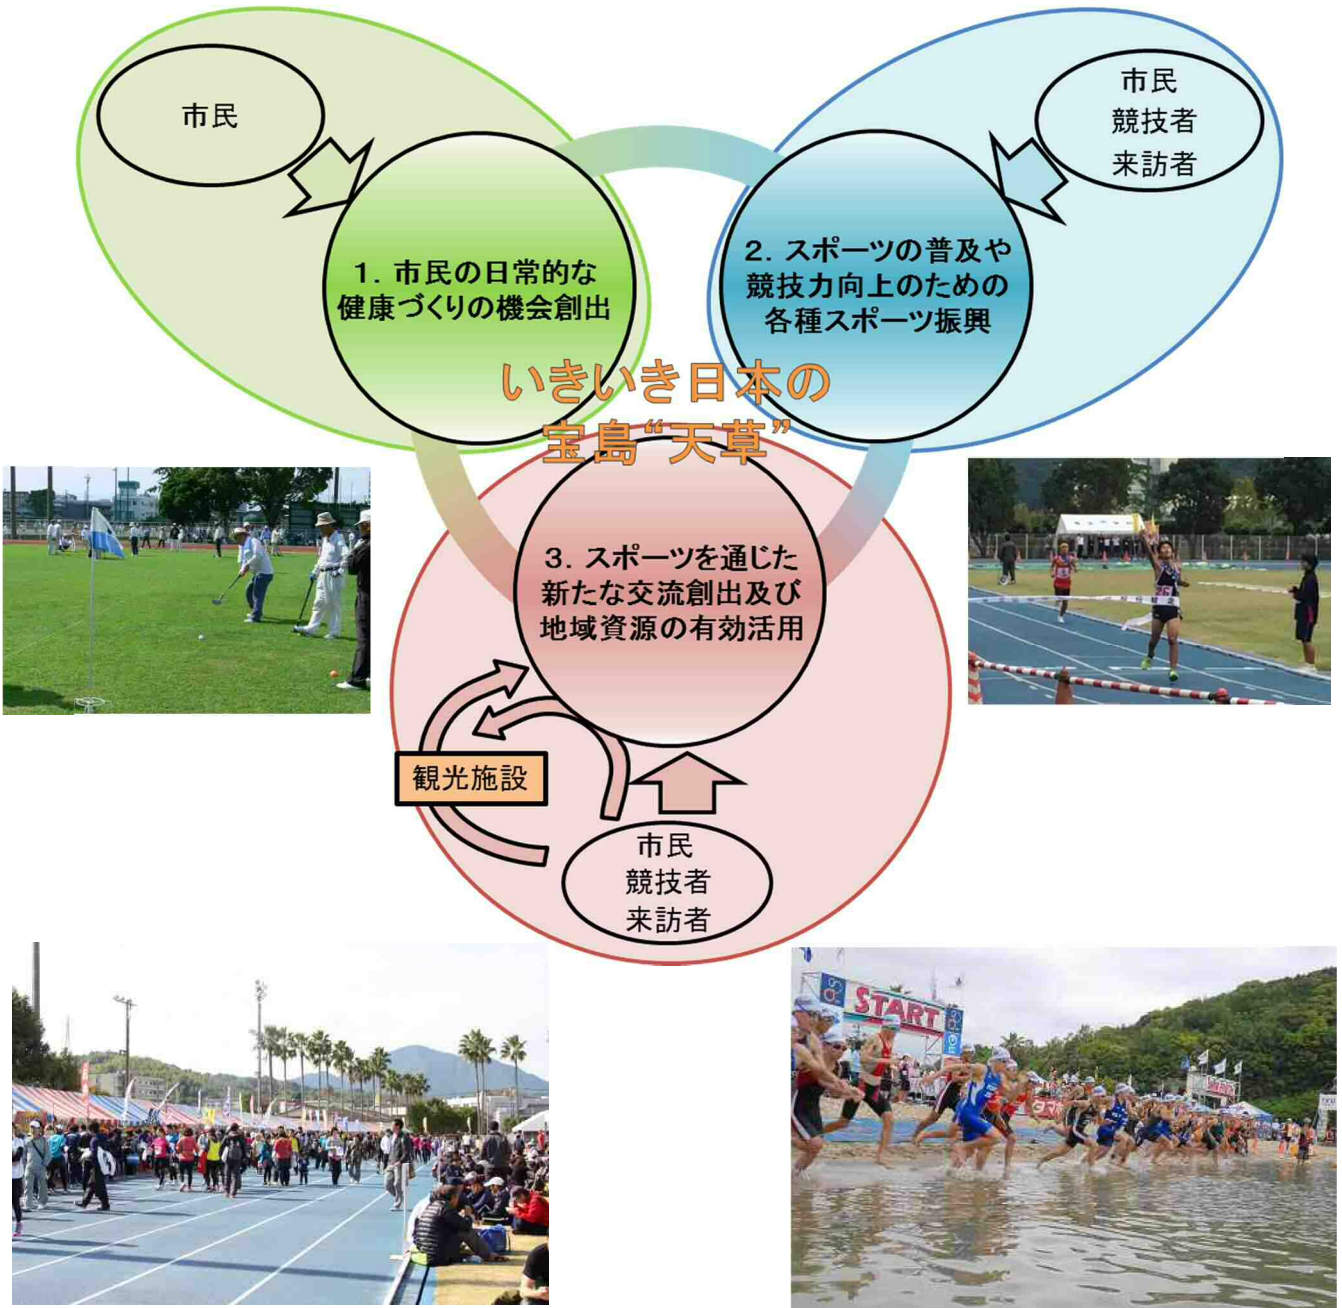 市民
市民
競技者
来訪者
1. 市民の日常的な
健康づくりの機会創出
2. スポーツの普及や
競技力向上のための
各種スポーツ振興
いきいき日本の
宝島“天草”
3. スポーツを通じた
新たな交流創出及び
地域資源の有効活用
観光施設
市民
競技者
来訪者
START